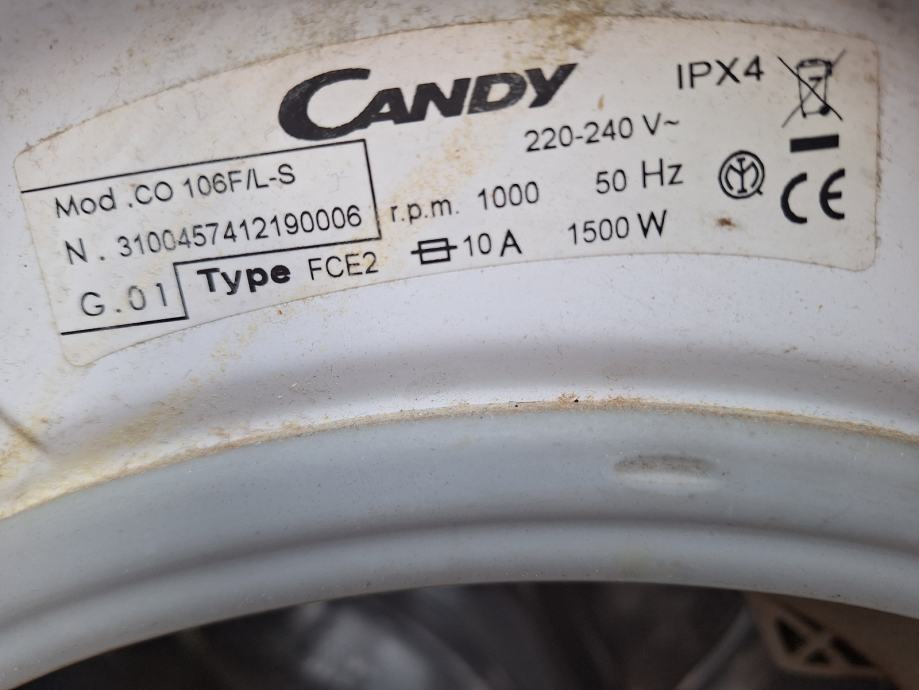 CANDY
IPX4
220-240 V~
Mod .CO 106F/L-S
N. 3100457412190006
r.p.m. 1000
50 Hz
G.01
Type FCE2
10 A
1500 W
CE